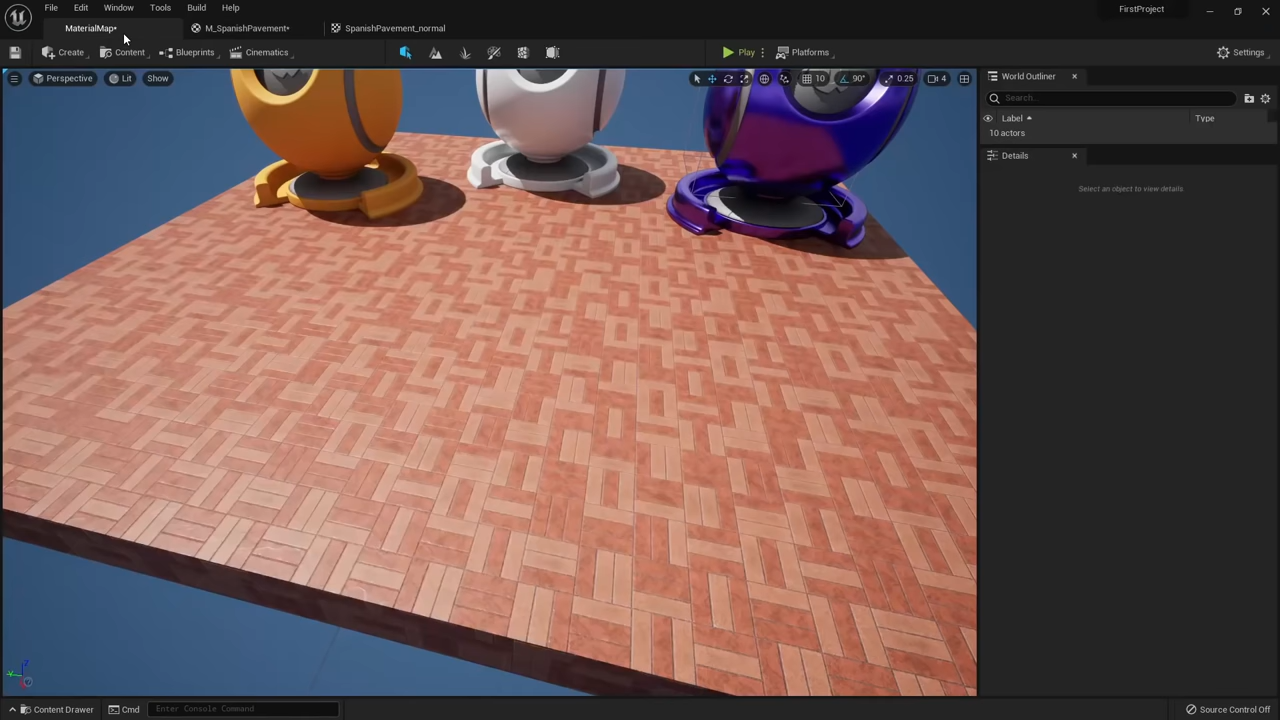 File Edit Window Tools Build Help FirstProject
MaterialMap* M_SpanishPavement* SpanishPavement_normal
Create Content Blueprints Cinematics Play Platforms Settings
Perspective Lit Show 10 90° 0.25 4
World Outliner
Search...
Label Type
10 actors
Details
Select an object to view details
Content Drawer Cmd Enter Console Command Source Control Off